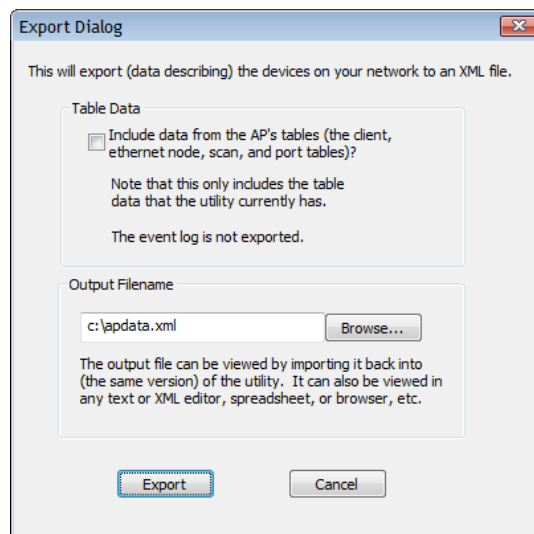 Export Dialog
This will export (data describing) the devices on your network to an XML file.
Table Data
Include data from the AP's tables (the client,
ethernet node, scan, and port tables)?
Note that this only includes the table
data that the utility currently has.
The event log is not exported.
Output Filename
c:\apdata.xml
Browse...
The output file can be viewed by importing it back into
(the same version) of the utility.  It can also be viewed in
any text or XML editor, spreadsheet, or browser, etc.
Export
Cancel